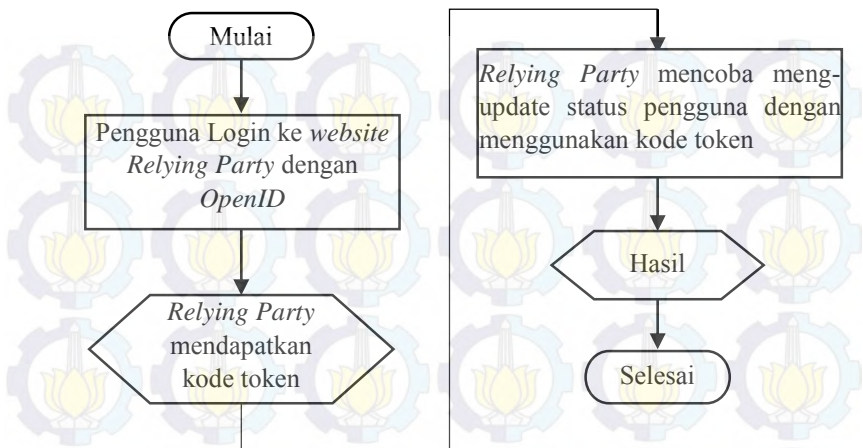 Mulai
Pengguna Login ke website
Relying Party dengan
OpenID
Relying Party
mendapatkan
kode token
Relying Party mencoba meng-
update status pengguna dengan
menggunakan kode token
Hasil
Selesai